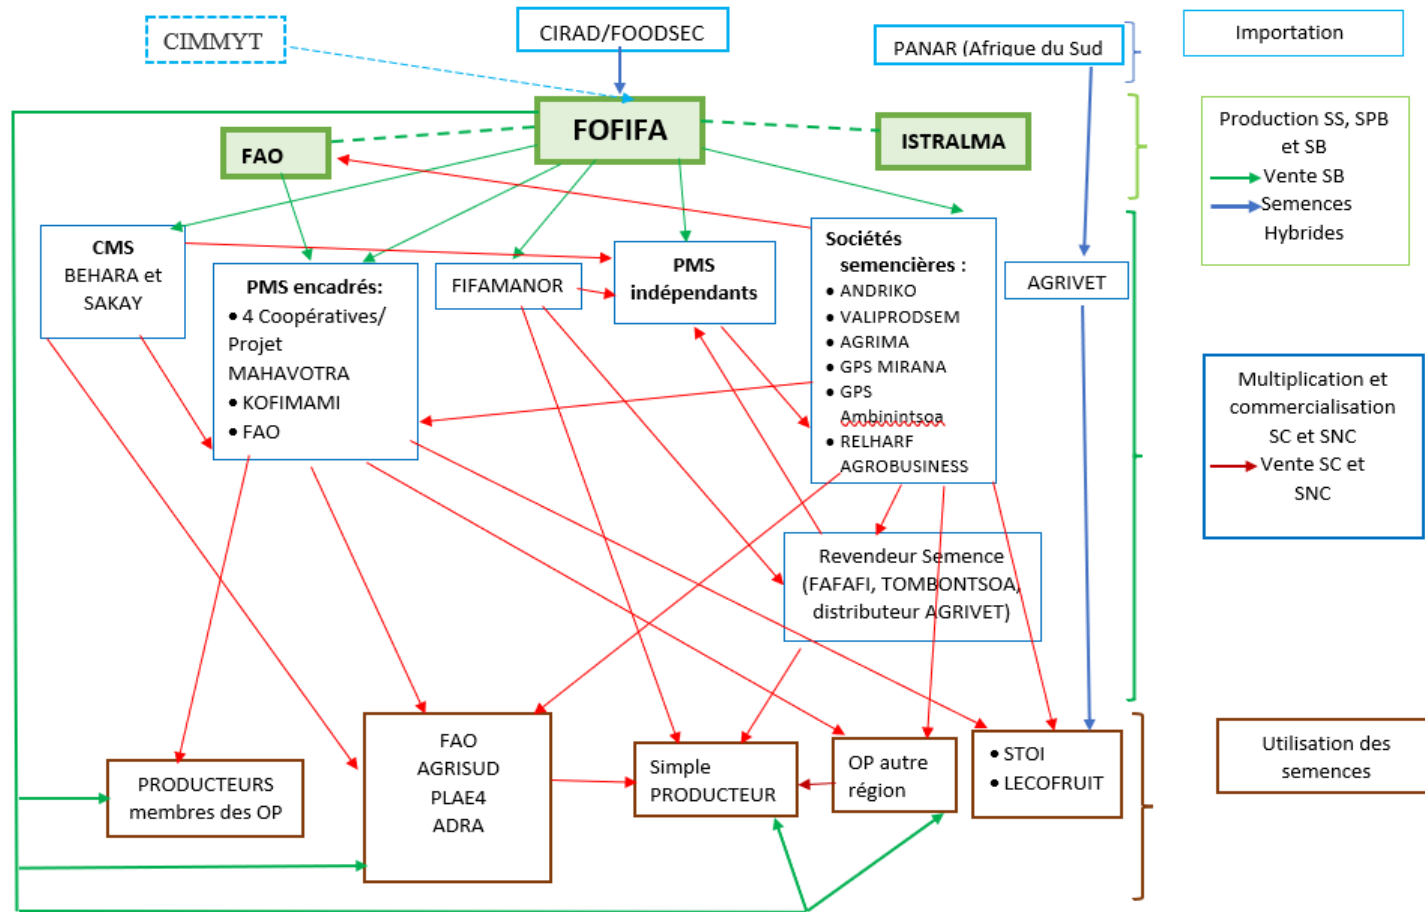 CIMMYT
CIRAD/FOODSEC
PANAR (Afrique du Sud
Importation
FOFIFA
FAO
ISTRALMA
Production SS, SPB
et SB
Vente SB
Semences
Hybrides
CMS
BEHARA et
SAKAY
PMS encadrés:
• 4 Coopératives/
Projet
MAHAVOTRA
• KOFIMAMI
• FAO
FIFAMANOR
PMS
indépendants
Sociétés
semencières :
• ANDRIKO
• VALIPRODSEM
• AGRIMA
• GPS MIRANA
• GPS
Ambinintsoa
• RELHARF
AGROBUSINESS
AGRIVET
Multiplication et
commercialisation
SC et SNC
Vente SC et
SNC
Revendeur Semence
(FAFAFI, TOMBONTSOA,
distributeur AGRIVET)
PRODUCTEURS
membres des OP
FAO
AGRISUD
PLAE4
ADRA
Simple
PRODUCTEUR
OP autre
région
• STOI
• LECOFRUIT
Utilisation des
semences